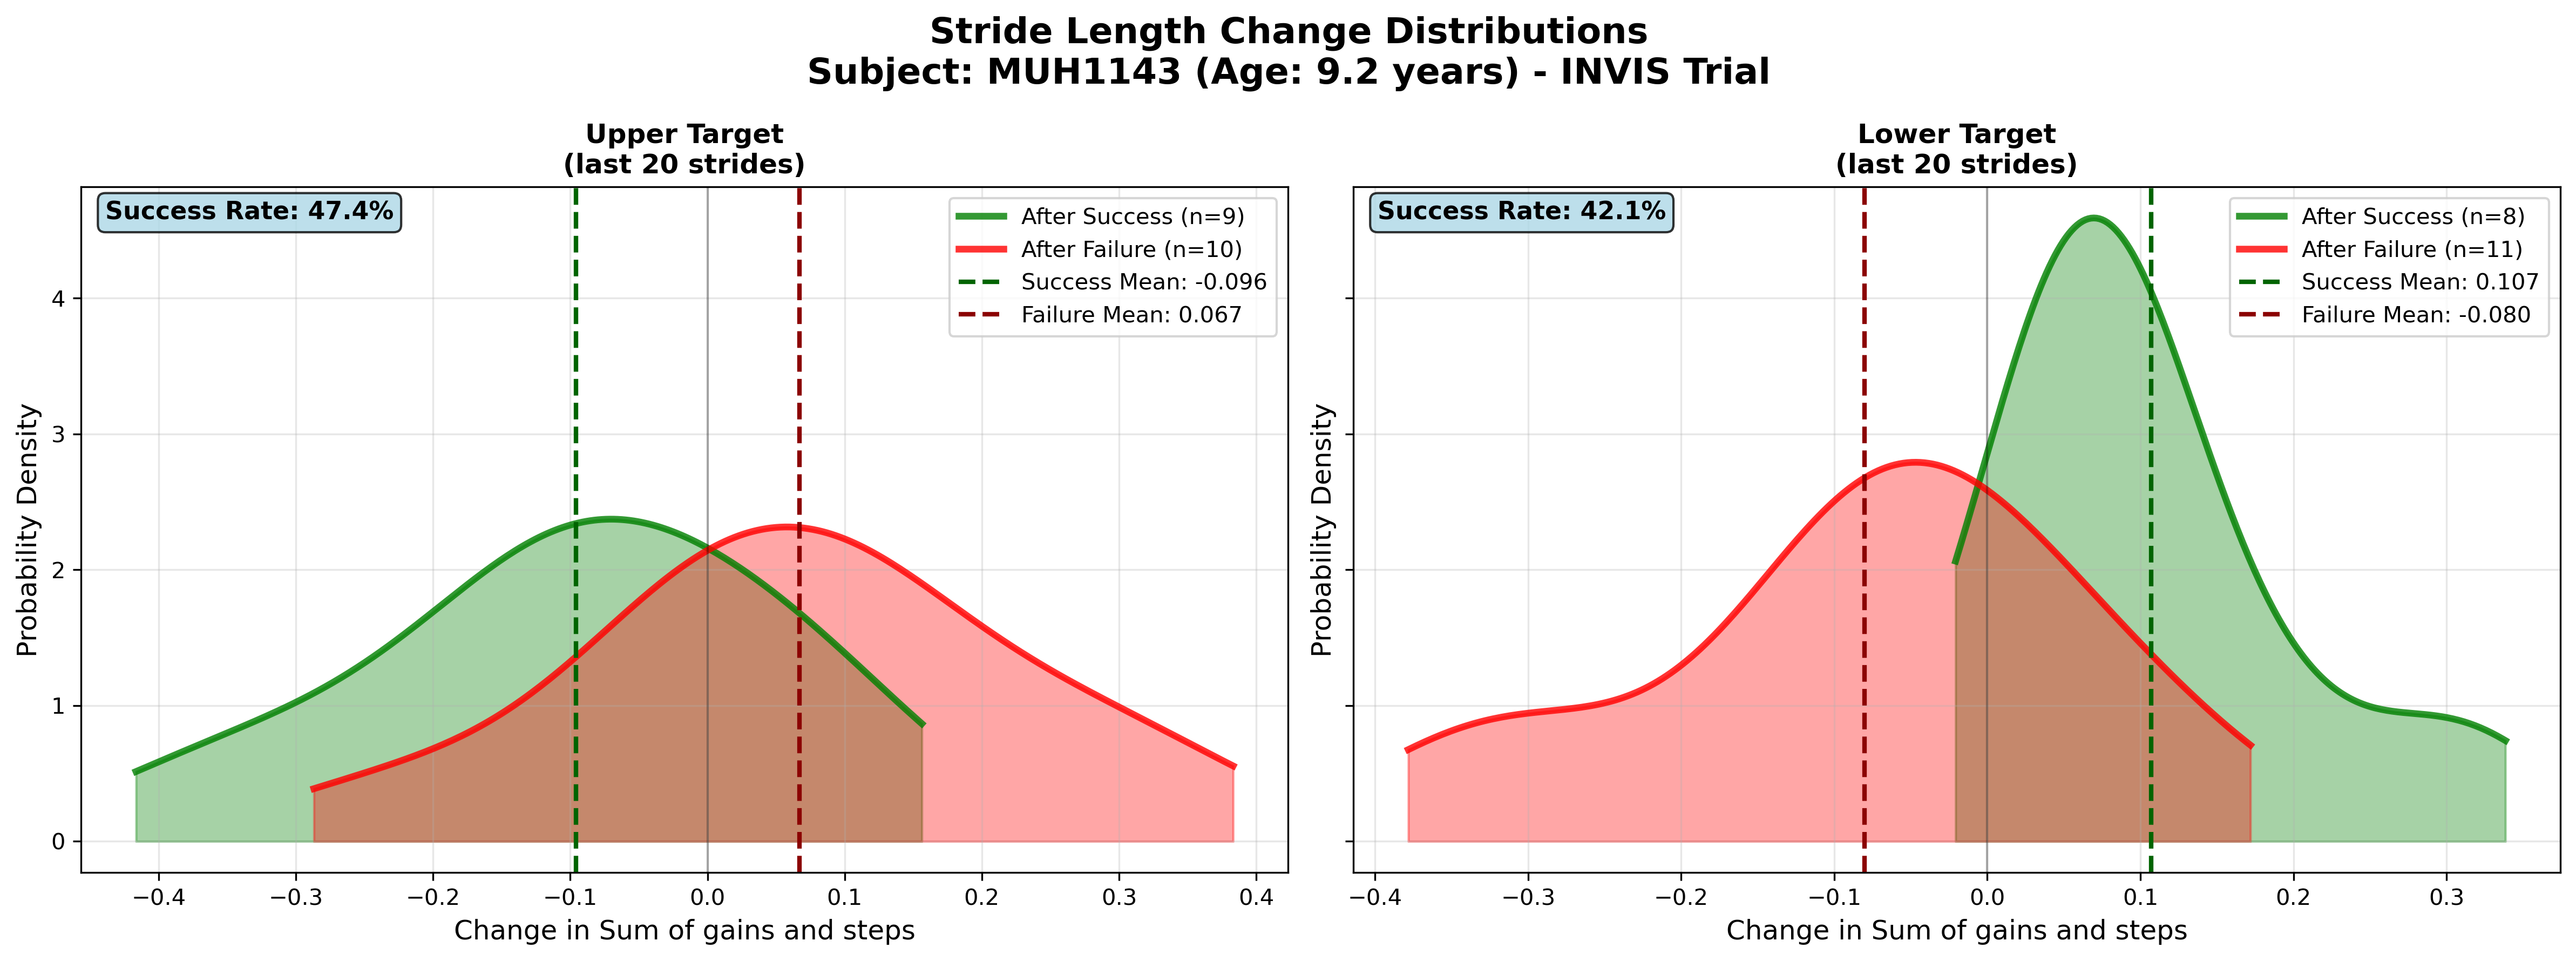 Stride Length Change Distributions
Subject: MUH1143 (Age: 9.2 years) - INVIS Trial
Upper Target
(last 20 strides)
Success Rate: 47.4%
After Success (n=9)
After Failure (n=10)
Success Mean: -0.096
Failure Mean: 0.067
Probability Density
4
3
2
1
0
−0.4
−0.3
−0.2
−0.1
0.0
0.1
0.2
0.3
0.4
Change in Sum of gains and steps
Lower Target
(last 20 strides)
Success Rate: 42.1%
After Success (n=8)
After Failure (n=11)
Success Mean: 0.107
Failure Mean: -0.080
Probability Density
−0.4
−0.3
−0.2
−0.1
0.0
0.1
0.2
0.3
Change in Sum of gains and steps